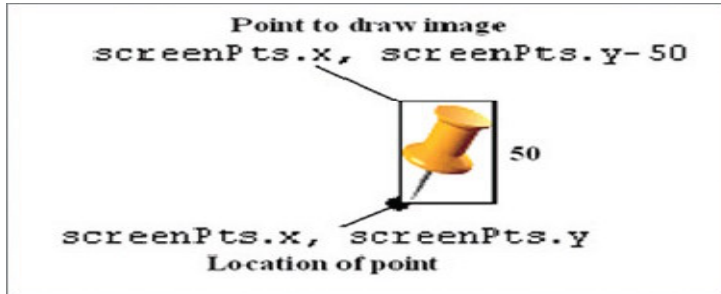 Point to draw image
screenPts.x, screenPts.y-50
50
screenPts.x, screenPts.y
Location of point